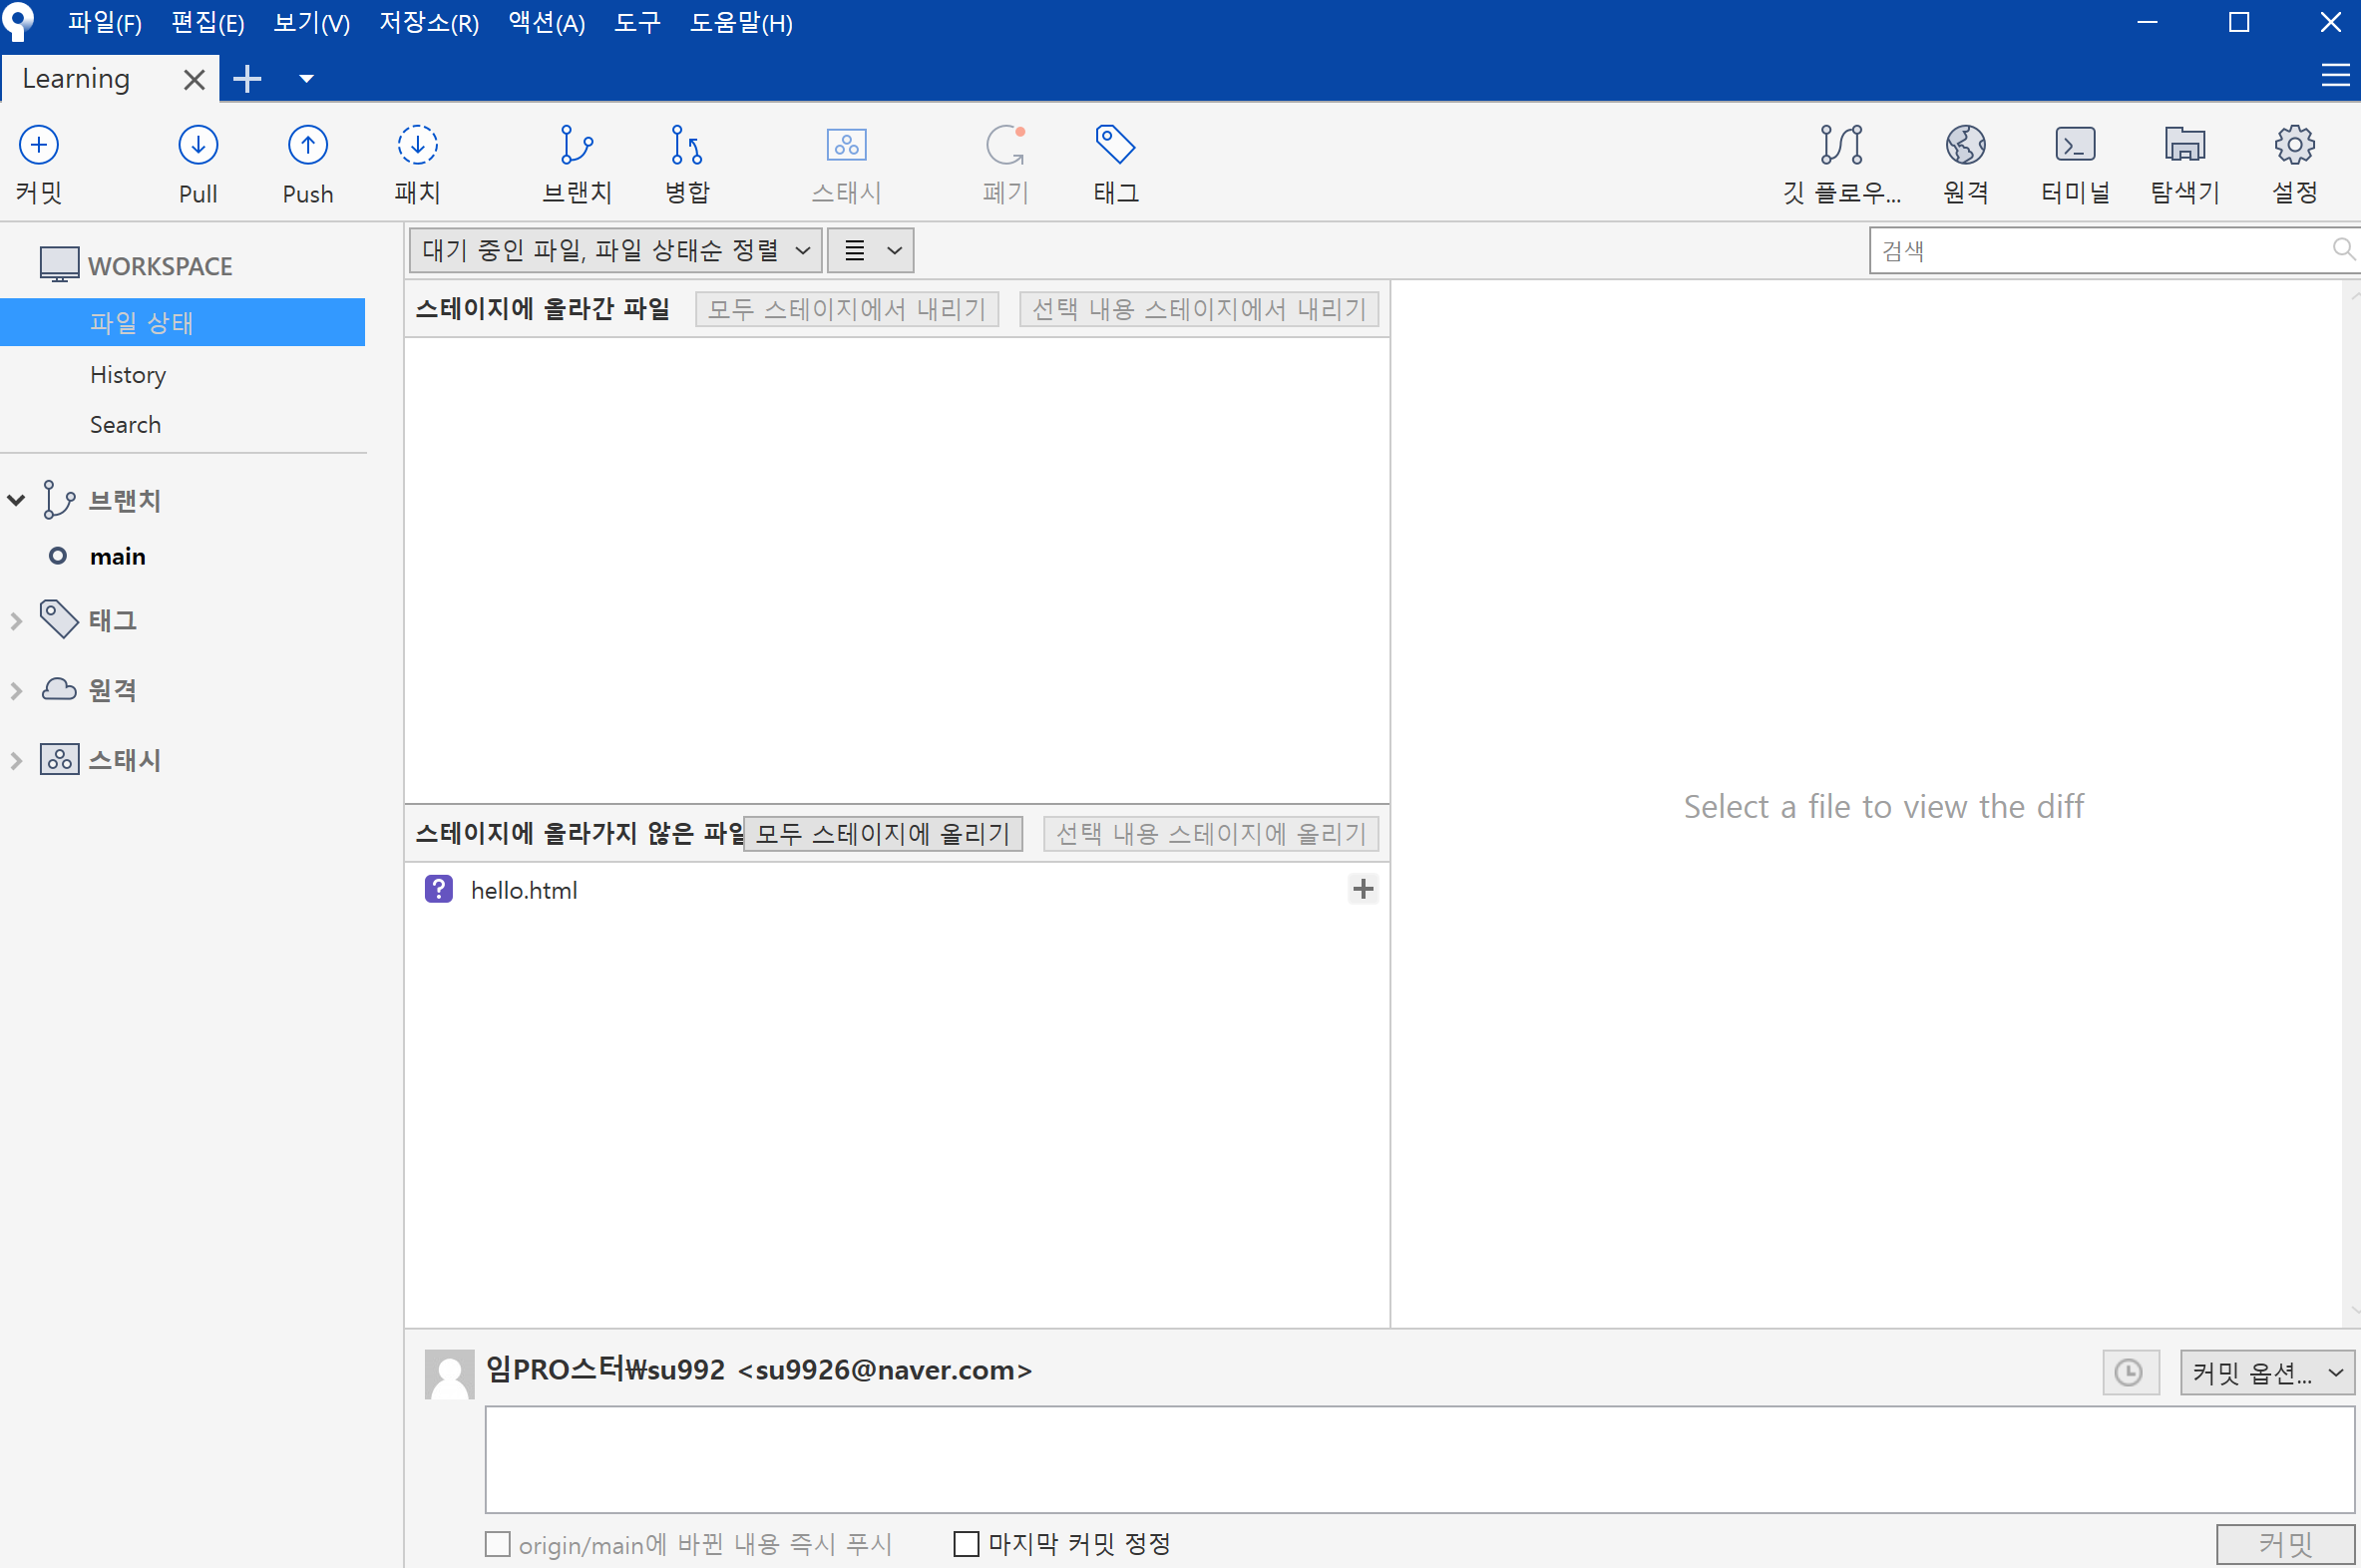 파일(F) 편집(E) 보기(V) 저장소(R) 액션(A) 도구 도움말(H)
Learning
커밋 Pull Push 패치 브랜치 병합 스태시 폐기 태그 깃 플로우... 원격 터미널 탐색기 설정
WORKSPACE
파일 상태
History
Search
브랜치
main
태그
원격
스태시
대기 중인 파일, 파일 상태순 정렬
검색
스테이지에 올라간 파일 모두 스테이지에서 내리기 선택 내용 스테이지에서 내리기
Select a file to view the diff
스테이지에 올라가지 않은 파일 모두 스테이지에 올리기 선택 내용 스테이지에 올리기
hello.html
임PRO스터₩su992 <su9926@naver.com>
커밋 옵션...
origin/main에 바뀐 내용 즉시 푸시 마지막 커밋 정정
커밋